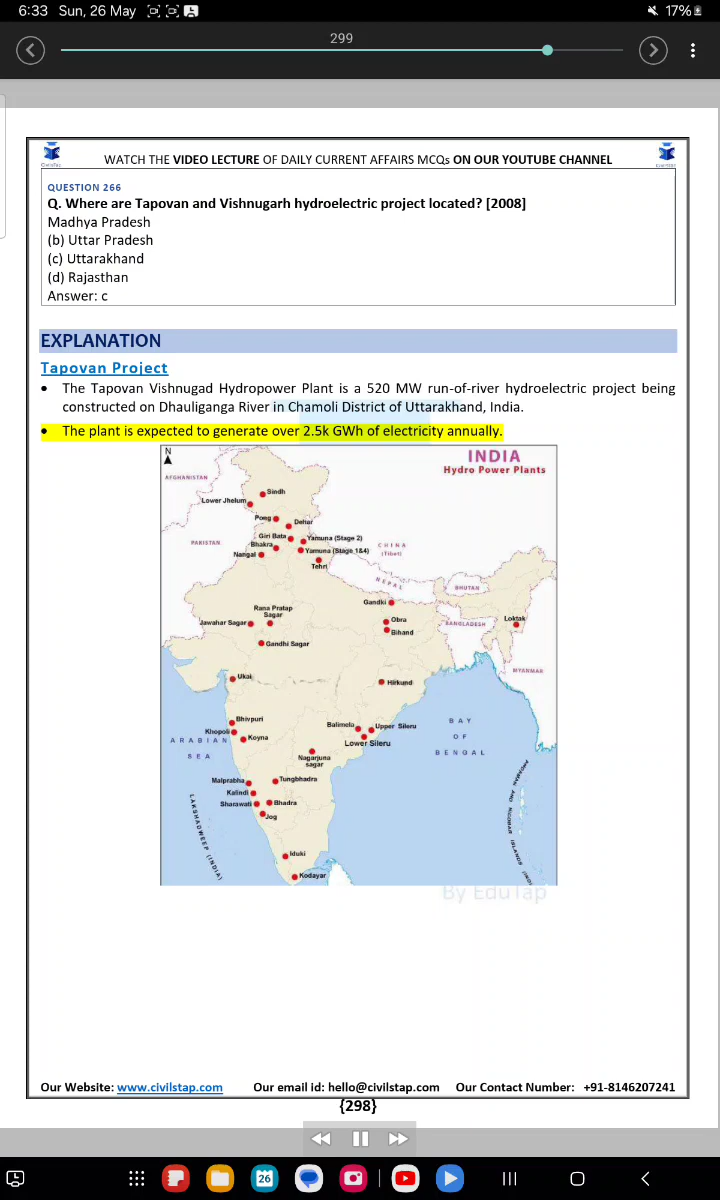 6:33 Sun, 26 May
17%
299
WATCH THE VIDEO LECTURE OF DAILY CURRENT AFFAIRS MCQs ON OUR YOUTUBE CHANNEL
QUESTION 266
Q. Where are Tapovan and Vishnugarh hydroelectric project located? [2008]
Madhya Pradesh
(b) Uttar Pradesh
(c) Uttarakhand
(d) Rajasthan
Answer: c
EXPLANATION
Tapovan Project
• The Tapovan Vishnugad Hydropower Plant is a 520 MW run-of-river hydroelectric project being
constructed on Dhauliganga River in Chamoli District of Uttarakhand, India.
• The plant is expected to generate over 2.5k GWh of electricity annually.
N
INDIA
Hydro Power Plants
AFGHANISTAN
Sindh
Lower Jhelum
Pong
Dehar
Giri Bata
Yamuna (Stage 2)
PAKISTAN
Bhakra
CHINA
Yamuna (Stage 1&4)
(Tibet)
Nangal
Tehri
NEPAL
BHUTAN
Gandki
Rana Pratap
Sagar
Jawahar Sagar
Obra
BANGLADESH
Loktak
Bihand
Gandhi Sagar
MYANMAR
Ukai
Hirkund
Bhivpuri
BAY
Khopoli
Balimela
Upper Sileru
ARABIAN
Koyna
OF
Lower Sileru
SEA
BENGAL
Nagarjuna
sagar
Malprabha
Tungbhadra
Kalindi
Sharawati
Bhadra
Jog
LAKSHADWEEP (INDIA)
Iduki
Kodayar
By EduTap
Our Website: www.civilstap.com Our email id: hello@civilstap.com Our Contact Number: +91-8146207241
{298}
26